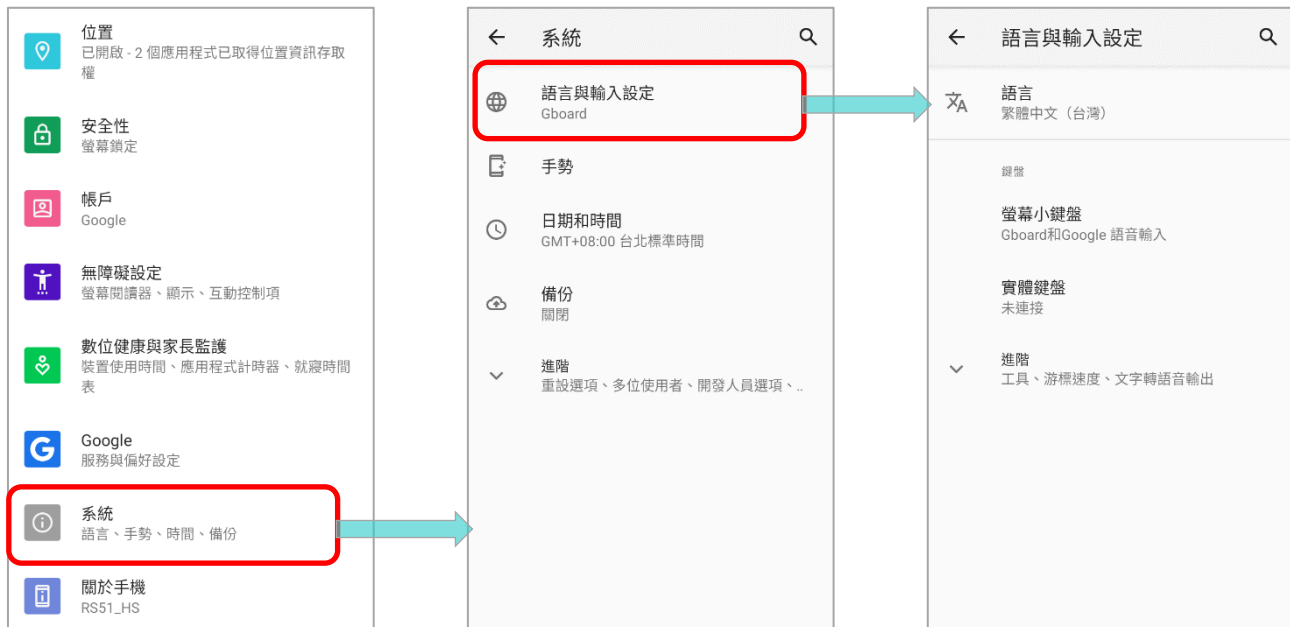 位置
已開啟 - 2 個應用程式已取得位置資訊存取
權
安全性
螢幕鎖定
帳戶
Google
無障礙設定
螢幕閱讀器、顯示、互動控制項
數位健康與家長監護
裝置使用時間、應用程式計時器、就寢時間
表
Google
服務與偏好設定
系統
語言、手勢、時間、備份
關於手機
RS51_HS
系統
語言與輸入設定
Gboard
手勢
日期和時間
GMT+08:00 台北標準時間
備份
關閉
進階
重設選項、多位使用者、開發人員選項、..
語言與輸入設定
語言
繁體中文（台灣）
鍵盤
螢幕小鍵盤
Gboard和Google 語音輸入
實體鍵盤
未連接
進階
工具、游標速度、文字轉語音輸出